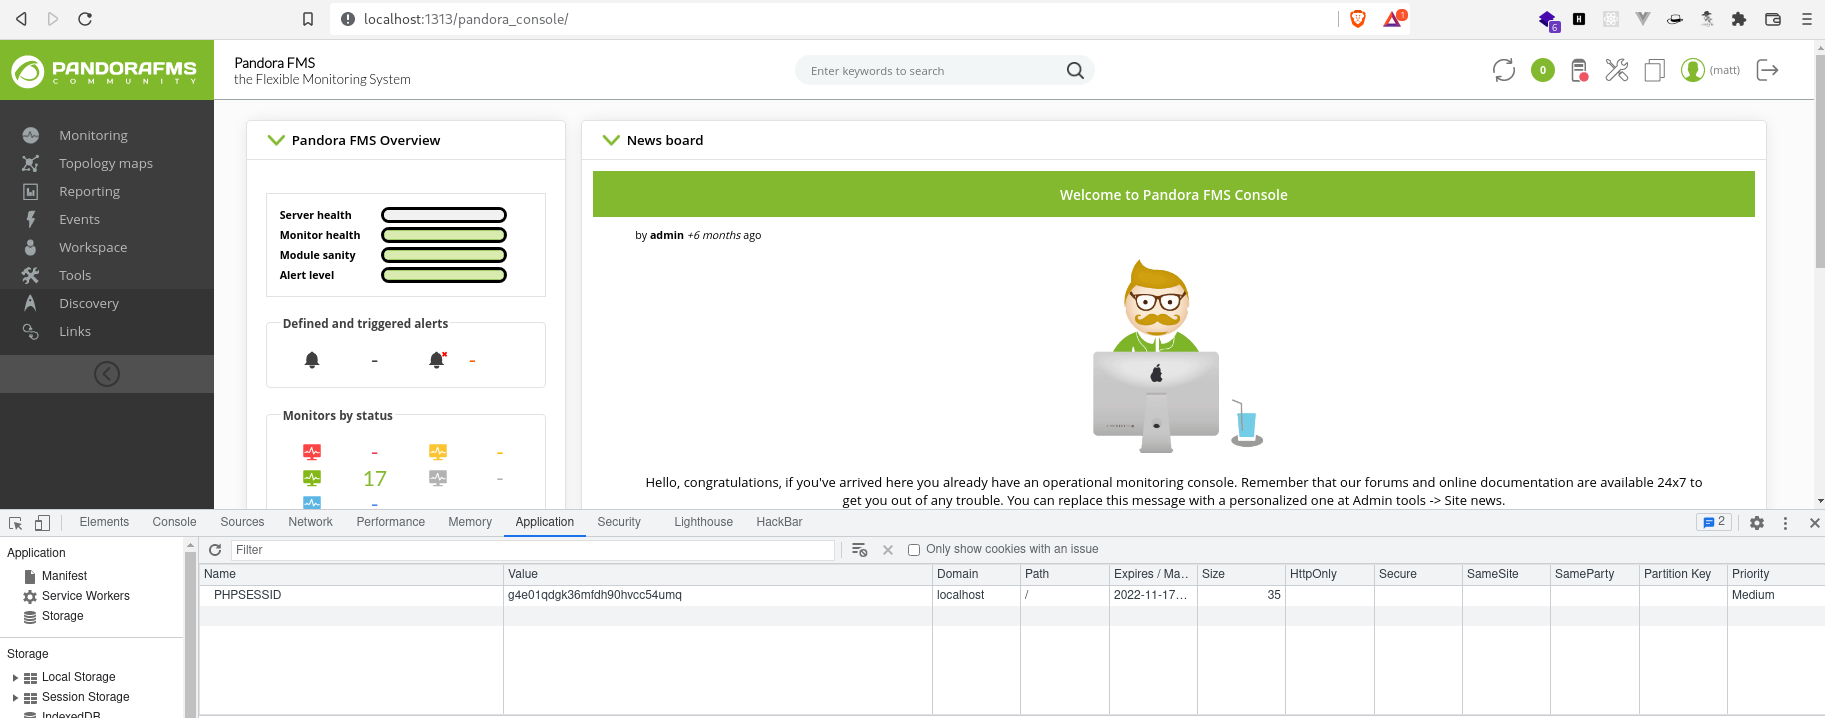 localhost:1313/pandora_console/
1
6
H
PANDORAFMS
COMMUNITY
Pandora FMS
the Flexible Monitoring System
Enter keywords to search
0
(matt)
Monitoring
Topology maps
Reporting
Events
Workspace
Tools
Discovery
Links
Pandora FMS Overview
Server health
Monitor health
Module sanity
Alert level
Defined and triggered alerts
- -
Monitors by status
- -
17 -
-
News board
Welcome to Pandora FMS Console
by admin +6 months ago
Hello, congratulations, if you've arrived here you already have an operational monitoring console. Remember that our forums and online documentation are available 24x7 to
get you out of any trouble. You can replace this message with a personalized one at Admin tools -> Site news.
Elements Console Sources Network Performance Memory Application Security Lighthouse HackBar 2
Application
Manifest
Service Workers
Storage
Storage
Local Storage
Session Storage
IndexedDB
Filter Only show cookies with an issue
Name Value Domain Path Expires / Ma... Size HttpOnly Secure SameSite SameParty Partition Key Priority
PHPSESSID g4e01qdgk36mfdh90hvcc54umq localhost / 2022-11-17... 35 Medium